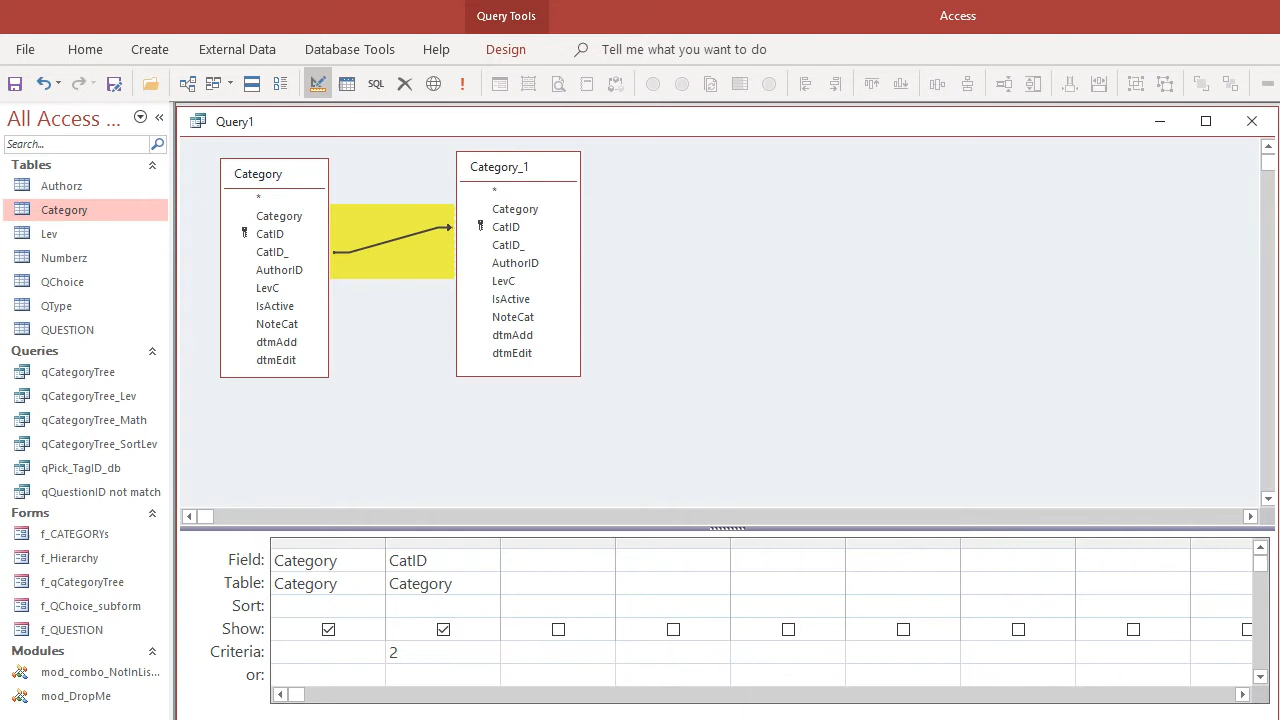 Query Tools
Access
File Home Create External Data Database Tools Help Design Tell me what you want to do
SQL
All Access ...
Query1
Search...
Tables
Authorz
Category
Lev
Numberz
QChoice
QType
QUESTION
Queries
qCategoryTree
qCategoryTree_Lev
qCategoryTree_Math
qCategoryTree_SortLev
qPick_TagID_db
qQuestionID not match
Forms
f_CATEGORYs
f_Hierarchy
f_qCategoryTree
f_QChoice_subform
f_QUESTION
Modules
mod_combo_NotInLis...
mod_DropMe
Category
*
Category
CatID
CatID_
AuthorID
LevC
IsActive
NoteCat
dtmAdd
dtmEdit
Category_1
*
Category
CatID
CatID_
AuthorID
LevC
IsActive
NoteCat
dtmAdd
dtmEdit
Field: Category CatID
Table: Category Category
Sort:
Show:
Criteria: 2
or: